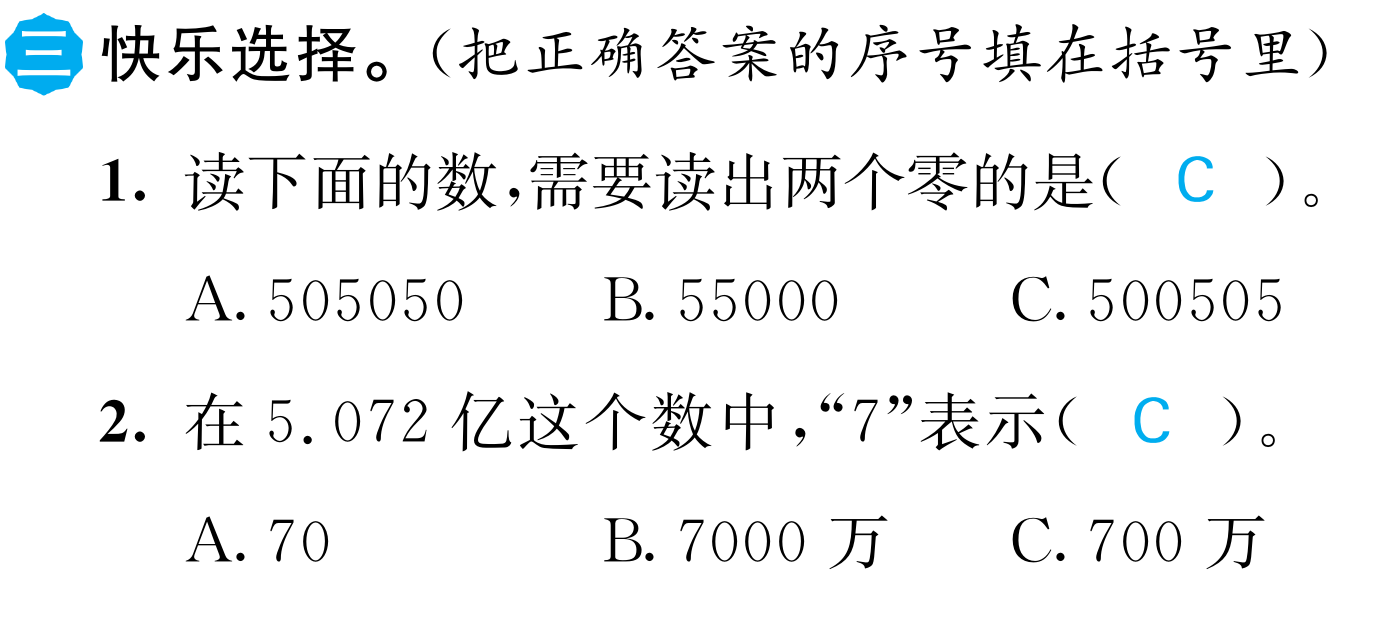 三 快乐选择。(把正确答案的序号填在括号里)
1. 读下面的数,需要读出两个零的是( C )。
A. 505050 B. 55000 C. 500505
2. 在 5.072 亿这个数中,“7”表示( C )。
A. 70 B. 7000 万 C. 700 万